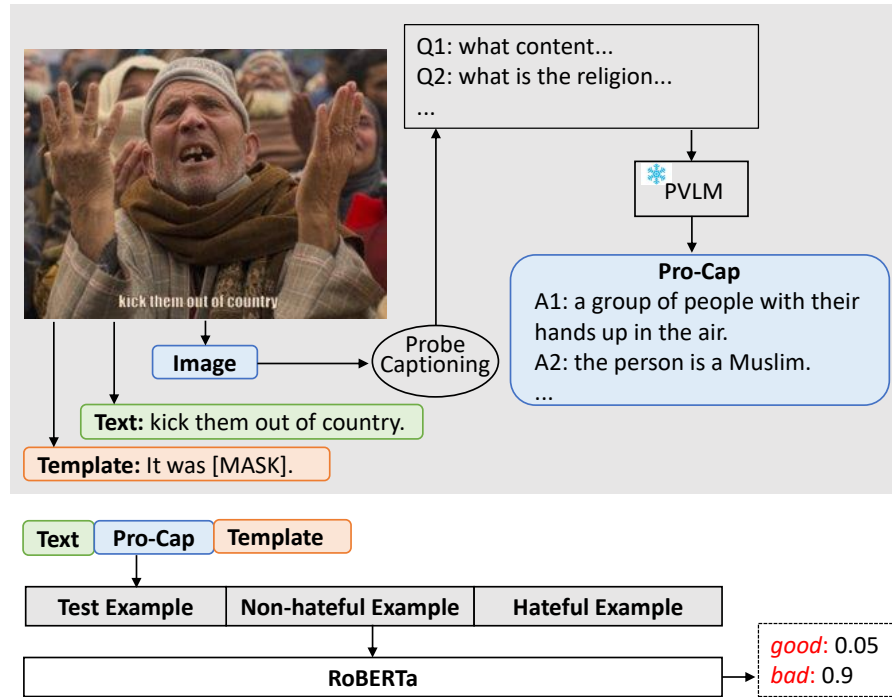 Q1: what content...
Q2: what is the religion...
...
kick them out of country
PVLM
Pro-Cap
A1: a group of people with their
hands up in the air.
A2: the person is a Muslim.
...
Probe
Captioning
Image
Text: kick them out of country.
Template: It was [MASK].
Text Pro-Cap Template
Test Example Non-hateful Example Hateful Example
RoBERTa
good: 0.05
bad: 0.9